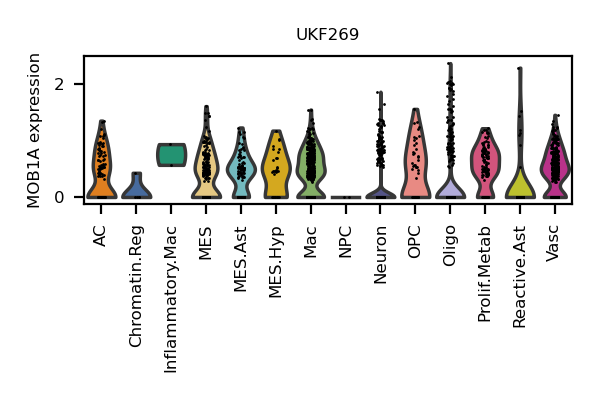 UKF269
MOB1A expression
2
0
AC
Chromatin.Reg
Inflammatory.Mac
MES
MES.Ast
MES.Hyp
Mac
NPC
Neuron
OPC
Oligo
Prolif.Metab
Reactive.Ast
Vasc